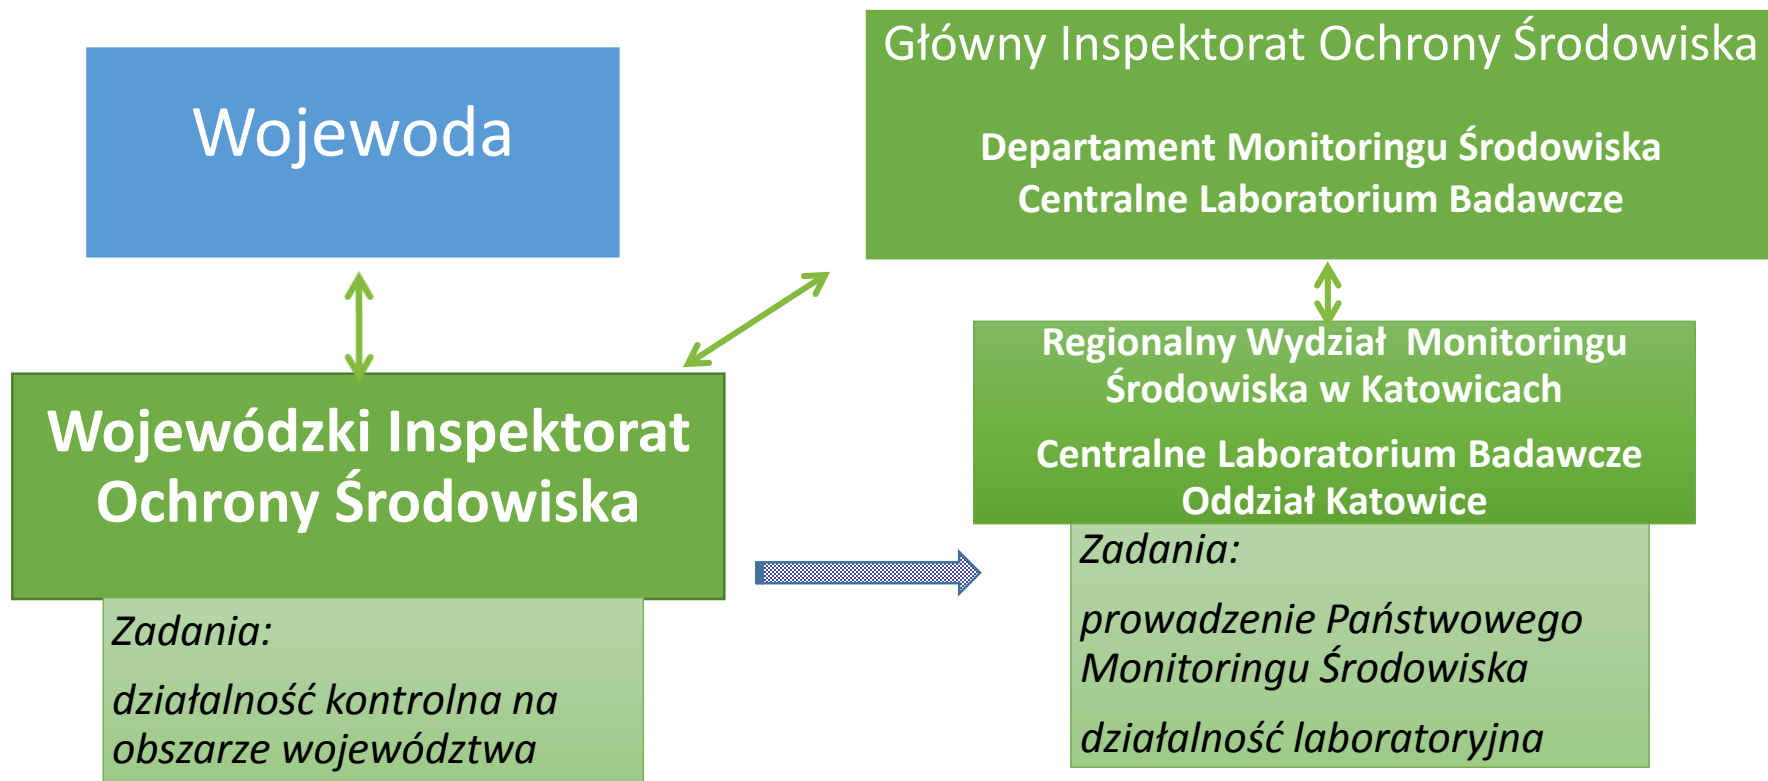 Wojewoda
Główny Inspektorat Ochrony Środowiska
Departament Monitoringu Środowiska
Centralne Laboratorium Badawcze
Wojewódzki Inspektorat
Ochrony Środowiska
Zadania:
działalność kontrolna na
obszarze województwa
Regionalny Wydział Monitoringu
Środowiska w Katowicach
Centralne Laboratorium Badawcze
Oddział Katowice
Zadania:
prowadzenie Państwowego
Monitoringu Środowiska
działalność laboratoryjna